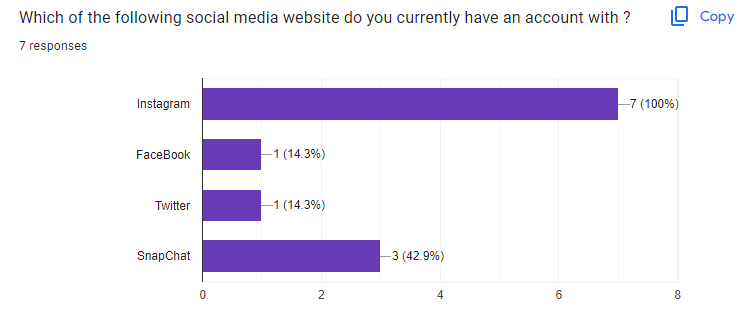 Which of the following social media website do you currently have an account with ?
Copy
7 responses
Instagram
7 (100%)
FaceBook
1 (14.3%)
Twitter
1 (14.3%)
SnapChat
3 (42.9%)
0 2 4 6 8